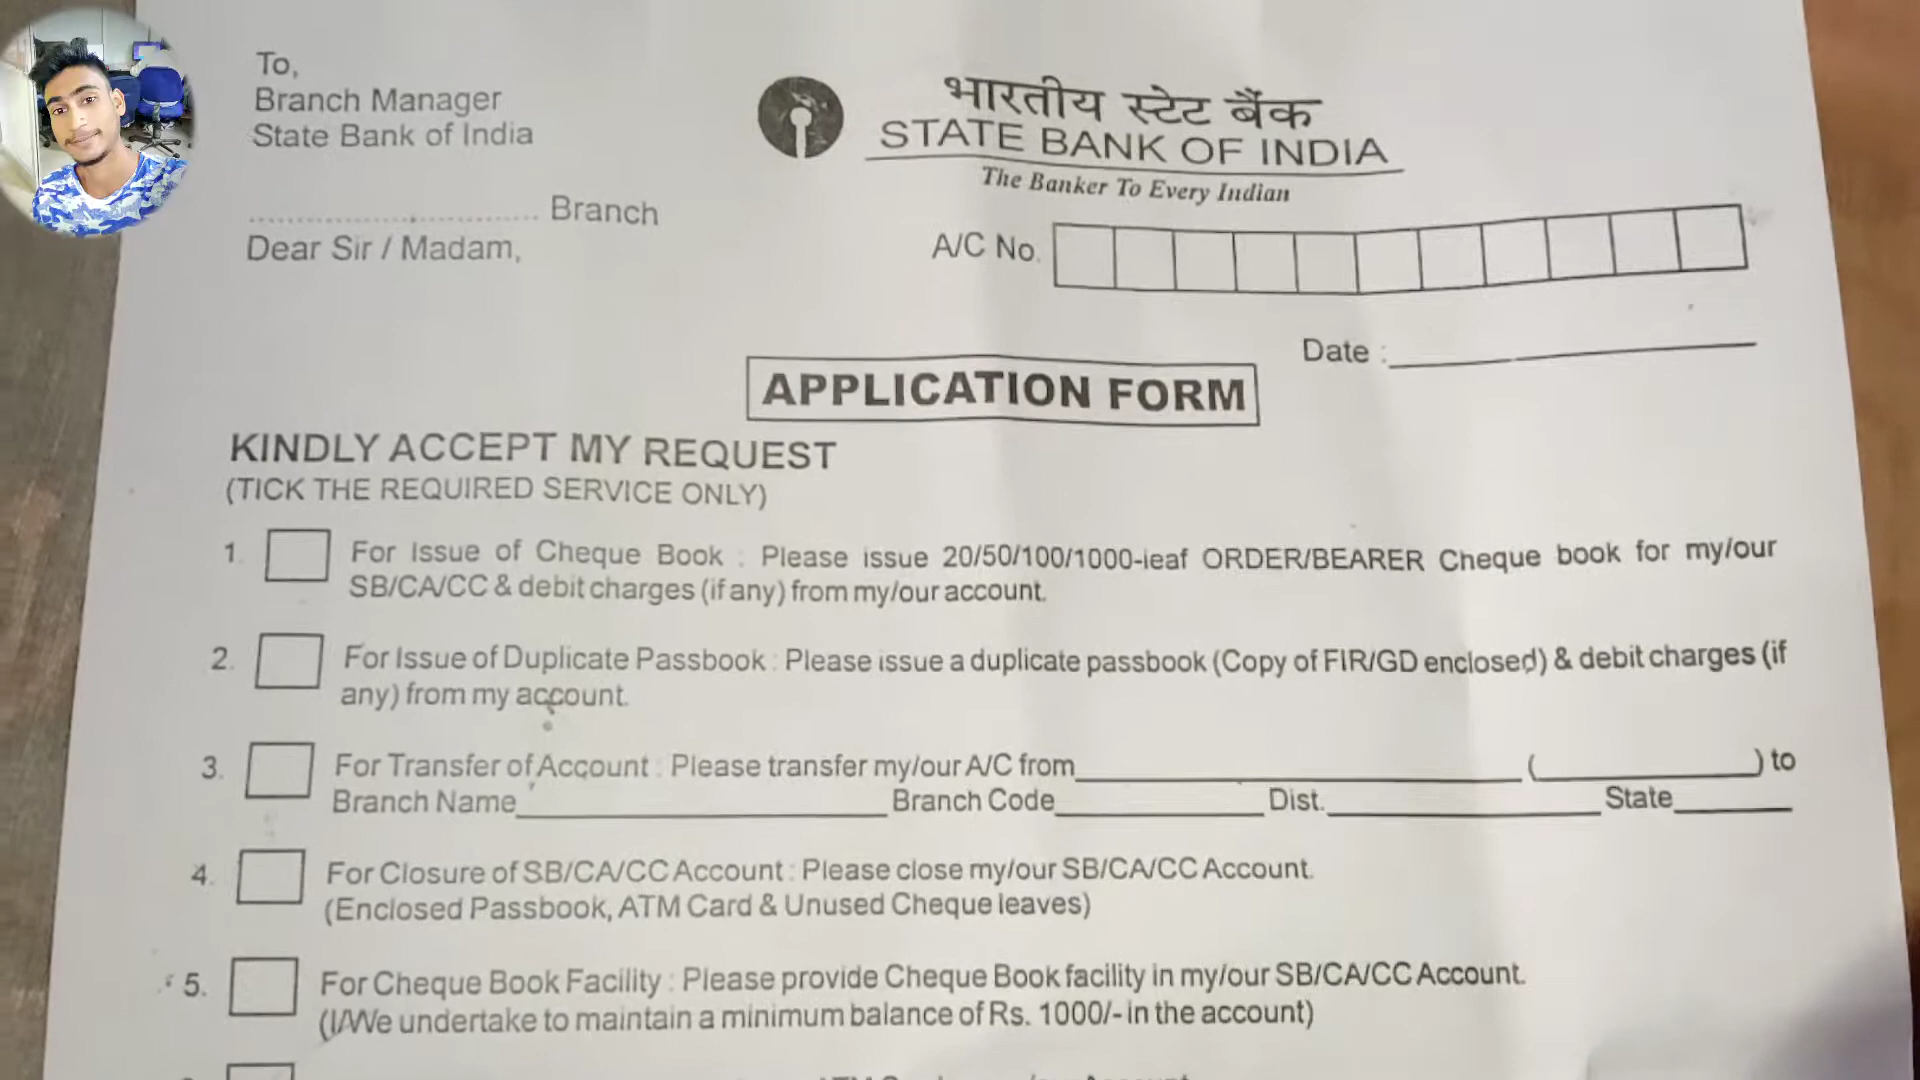 To,
Branch Manager
State Bank of India
भारतीय स्टेट बैंक
STATE BANK OF INDIA
The Banker To Every Indian
.................................... Branch
Dear Sir / Madam,
A/C No.
Date :
APPLICATION FORM
KINDLY ACCEPT MY REQUEST
(TICK THE REQUIRED SERVICE ONLY)
1. For Issue of Cheque Book : Please issue 20/50/100/1000-leaf ORDER/BEARER Cheque book for my/our
SB/CA/CC & debit charges (if any) from my/our account.
2. For Issue of Duplicate Passbook : Please issue a duplicate passbook (Copy of FIR/GD enclosed) & debit charges (if
any) from my account.
3. For Transfer of Account : Please transfer my/our A/C from____________________ (__________) to
Branch Name____________________Branch Code__________Dist.______________State______
4. For Closure of SB/CA/CC Account : Please close my/our SB/CA/CC Account.
(Enclosed Passbook, ATM Card & Unused Cheque leaves)
5. For Cheque Book Facility : Please provide Cheque Book facility in my/our SB/CA/CC Account.
(I/We undertake to maintain a minimum balance of Rs. 1000/- in the account)